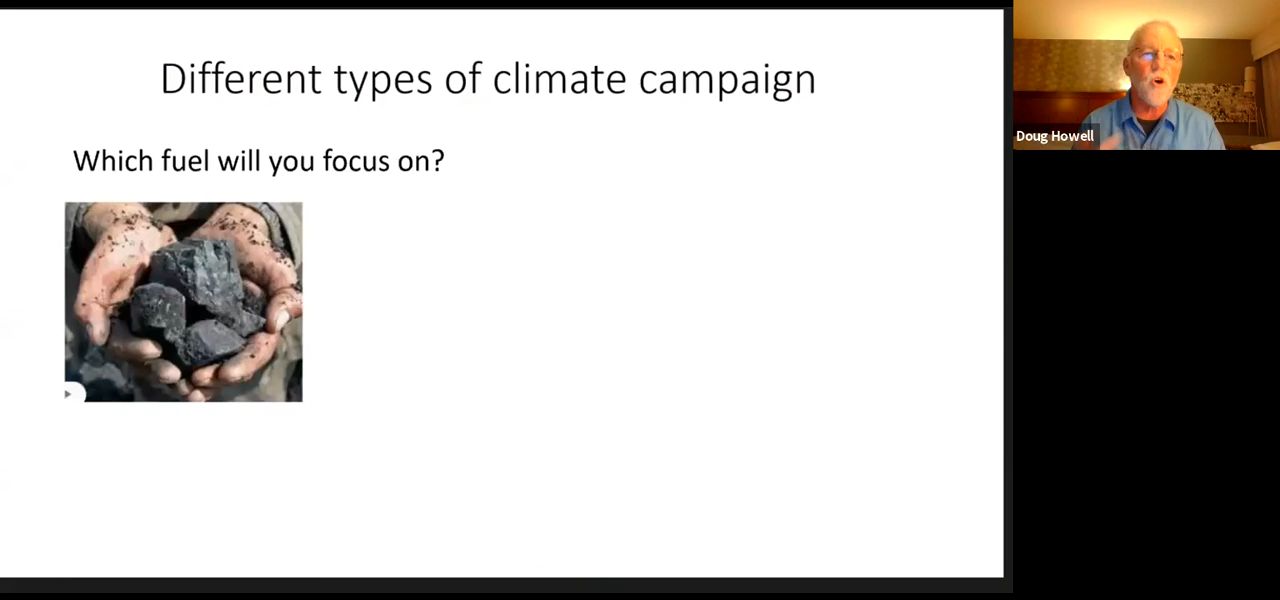 Different types of climate campaign
Which fuel will you focus on?
Doug Howell